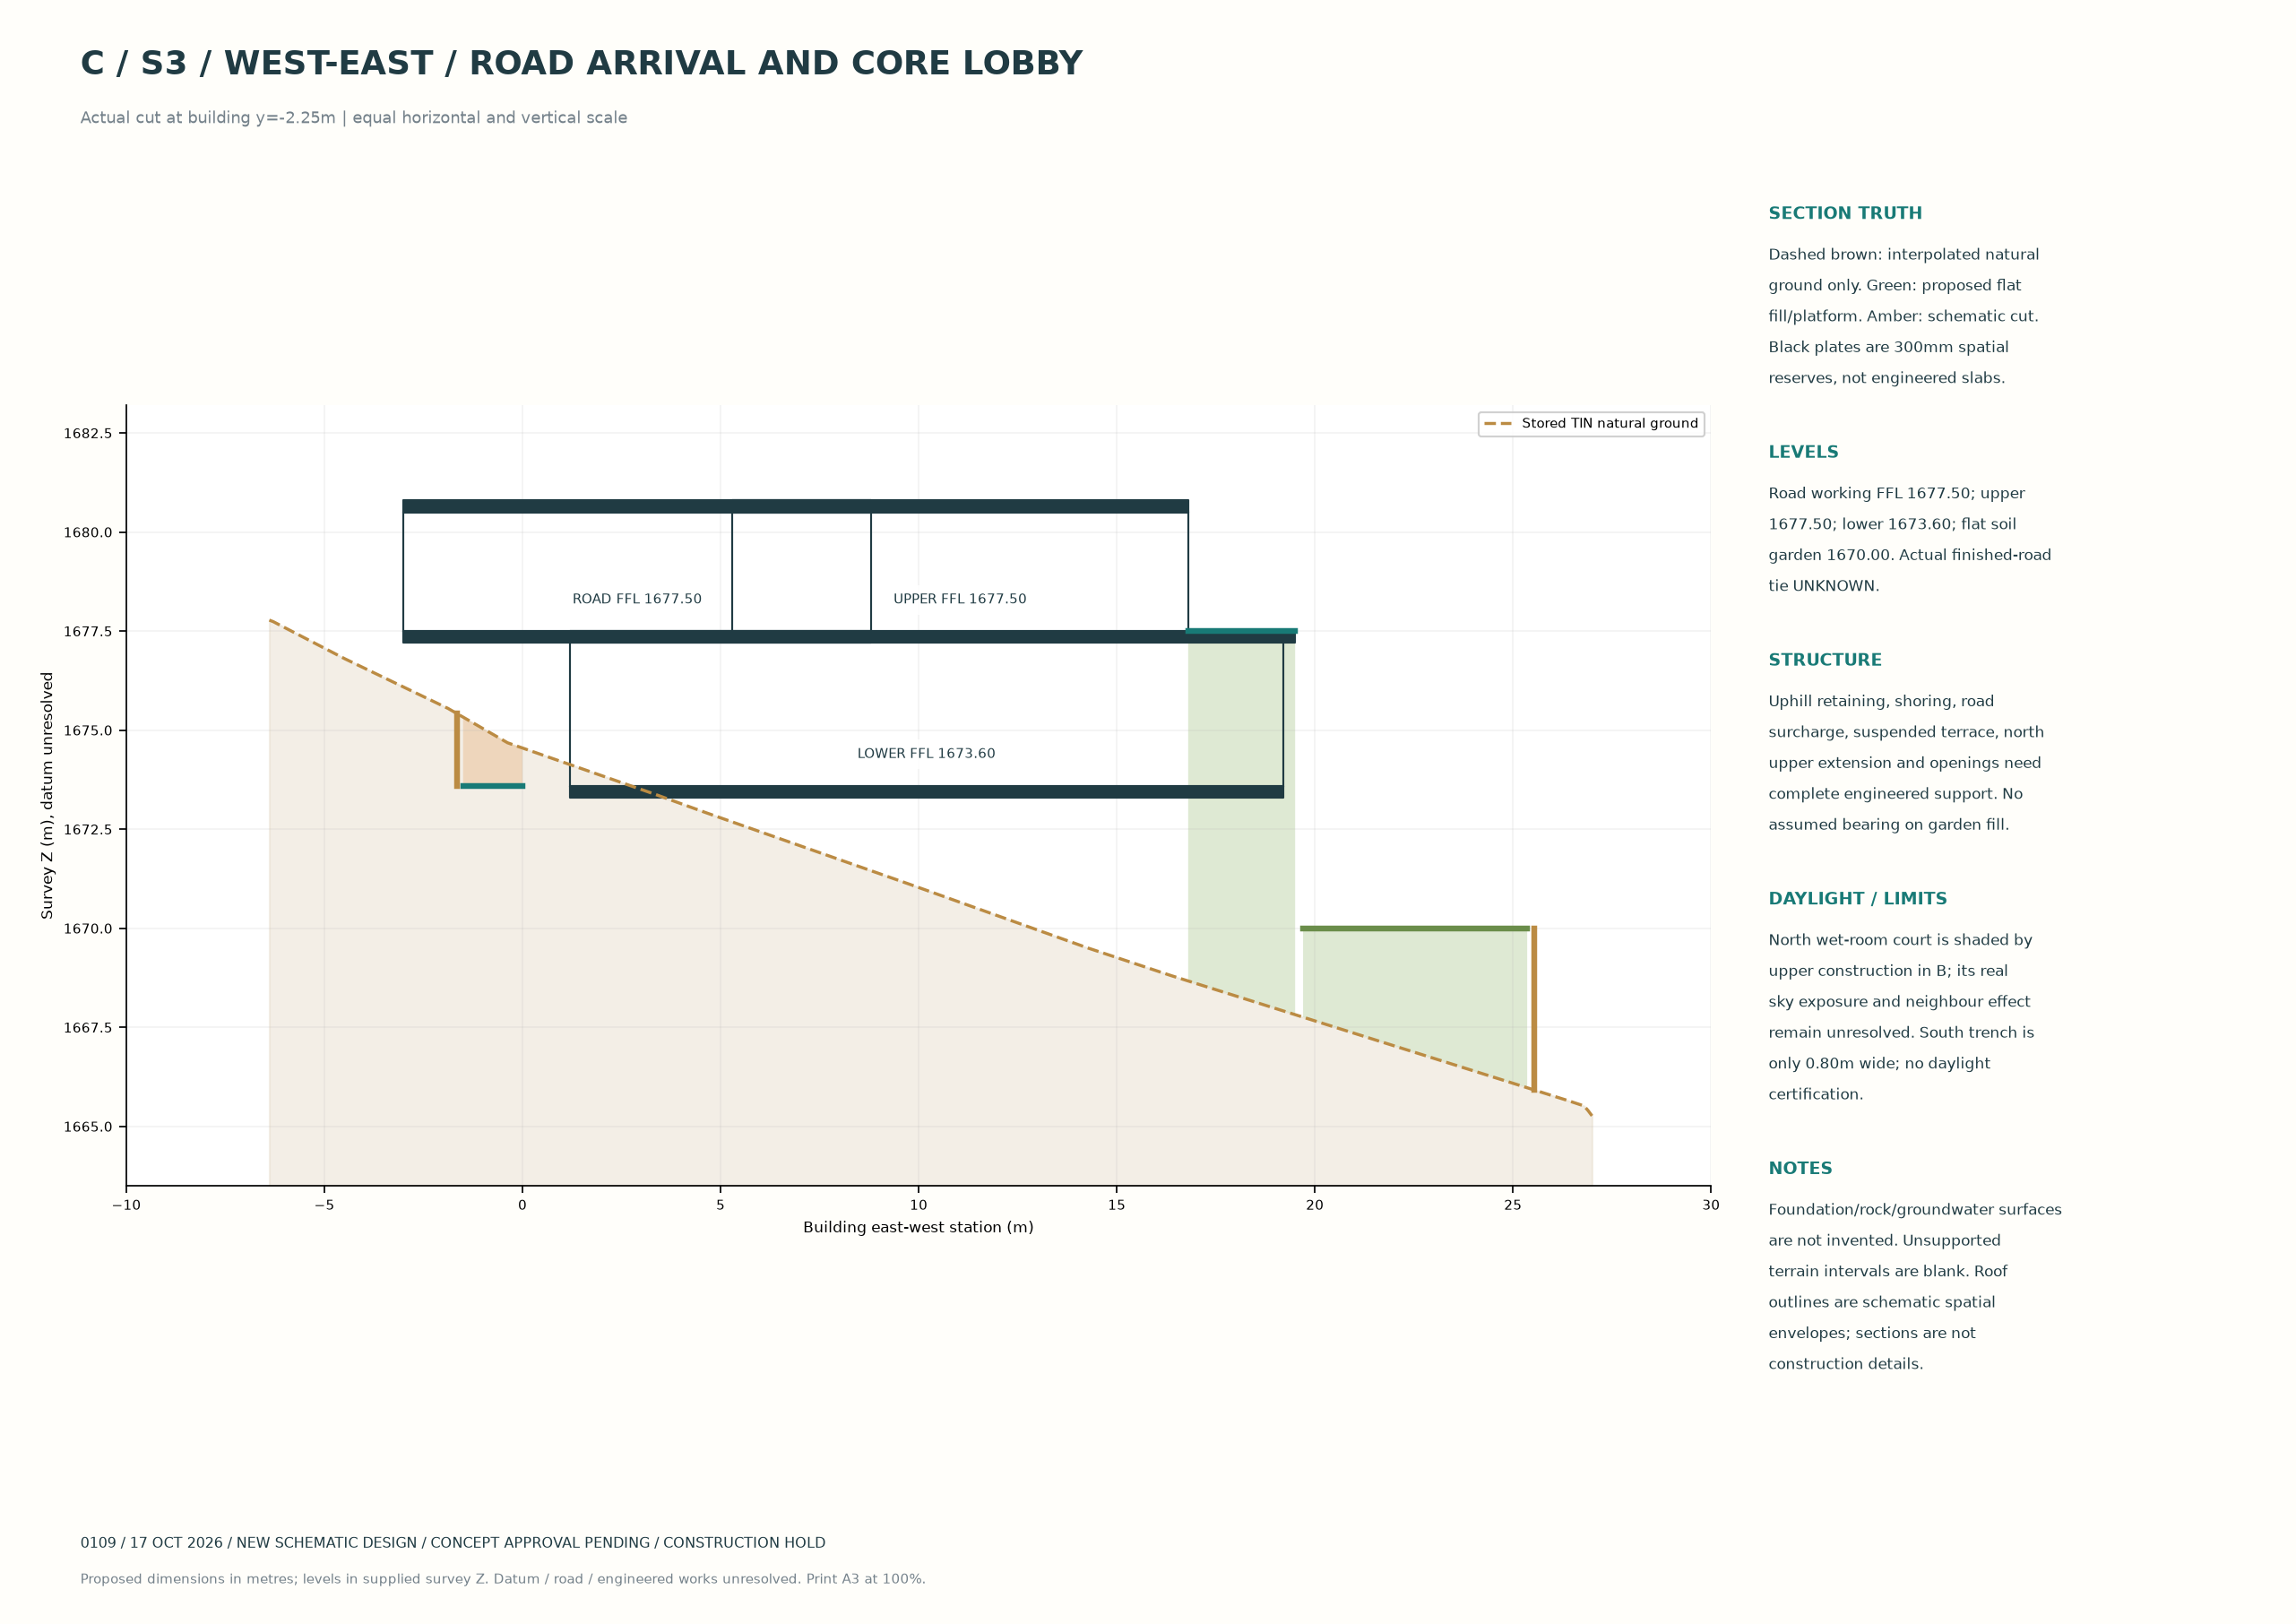 C / S3 / WEST-EAST / ROAD ARRIVAL AND CORE LOBBY
Actual cut at building y=-2.25m | equal horizontal and vertical scale
SECTION TRUTH
Dashed brown: interpolated natural
ground only. Green: proposed flat
fill/platform. Amber: schematic cut.
Black plates are 300mm spatial
reserves, not engineered slabs.
LEVELS
Road working FFL 1677.50; upper
1677.50; lower 1673.60; flat soil
garden 1670.00. Actual finished-road
tie UNKNOWN.
STRUCTURE
Uphill retaining, shoring, road
surcharge, suspended terrace, north
upper extension and openings need
complete engineered support. No
assumed bearing on garden fill.
DAYLIGHT / LIMITS
North wet-room court is shaded by
upper construction in B; its real
sky exposure and neighbour effect
remain unresolved. South trench is
only 0.80m wide; no daylight
certification.
NOTES
Foundation/rock/groundwater surfaces
are not invented. Unsupported
terrain intervals are blank. Roof
outlines are schematic spatial
envelopes; sections are not
construction details.
Stored TIN natural ground
1682.5
1680.0
1677.5
1675.0
1672.5
1670.0
1667.5
1665.0
Survey Z (m), datum unresolved
ROAD FFL 1677.50
UPPER FFL 1677.50
LOWER FFL 1673.60
−10
−5
0
5
10
15
20
25
30
Building east-west station (m)
0109 / 17 OCT 2026 / NEW SCHEMATIC DESIGN / CONCEPT APPROVAL PENDING / CONSTRUCTION HOLD
Proposed dimensions in metres; levels in supplied survey Z. Datum / road / engineered works unresolved. Print A3 at 100%.